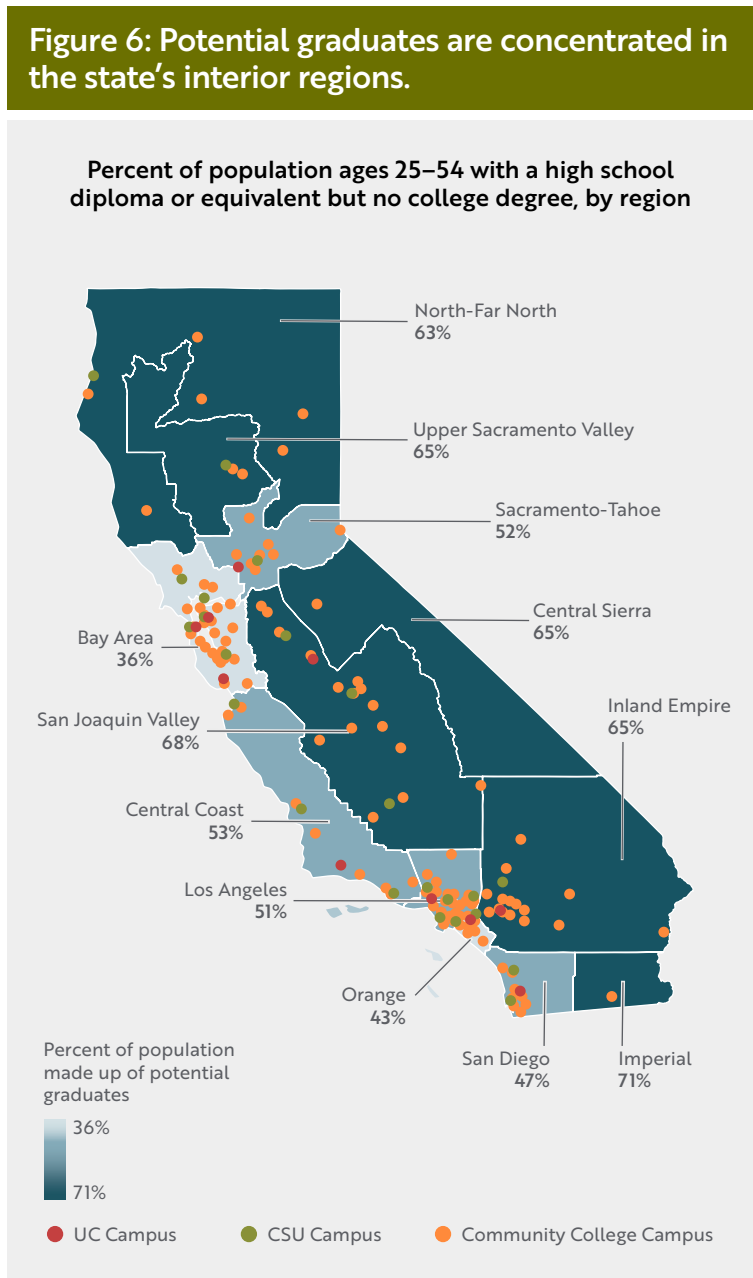 Figure 6: Potential graduates are concentrated in
the state’s interior regions.
Percent of population ages 25–54 with a high school
diploma or equivalent but no college degree, by region
North-Far North
63%
Upper Sacramento Valley
65%
Sacramento-Tahoe
52%
Central Sierra
65%
Bay Area
36%
Inland Empire
65%
San Joaquin Valley
68%
Central Coast
53%
Los Angeles
51%
Orange
43%
San Diego
47%
Imperial
71%
Percent of population
made up of potential
graduates
36%
71%
UC Campus
CSU Campus
Community College Campus